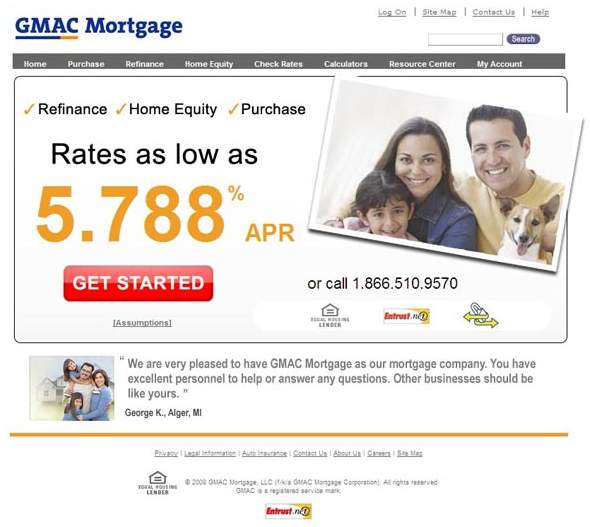 Log On | Site Map | Contact Us | Help
GMAC Mortgage
Search
Home Purchase Refinance Home Equity Check Rates Calculators Resource Center My Account
✓Refinance ✓Home Equity ✓Purchase
Rates as low as
5.788% APR
GET STARTED
or call 1.866.510.9570
[Assumptions]
EQUAL HOUSING
LENDER
Entrust.net
“ We are very pleased to have GMAC Mortgage as our mortgage company. You have
excellent personnel to help or answer any questions. Other businesses should be
like yours. ”
George K., Alger, MI
Privacy | Legal Information | Auto Insurance | Contact Us | About Us | Careers | Site Map
EQUAL HOUSING
LENDER
© 2008 GMAC Mortgage, LLC (f/k/a GMAC Mortgage Corporation). All rights reserved.
GMAC is a registered service mark.
Entrust.net